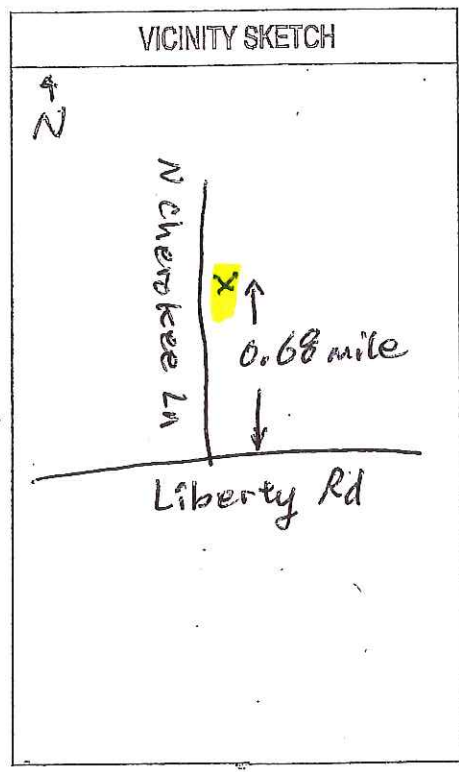 VICINITY SKETCH
N
N Cherokee Ln
X
0.68 mile
Liberty Rd